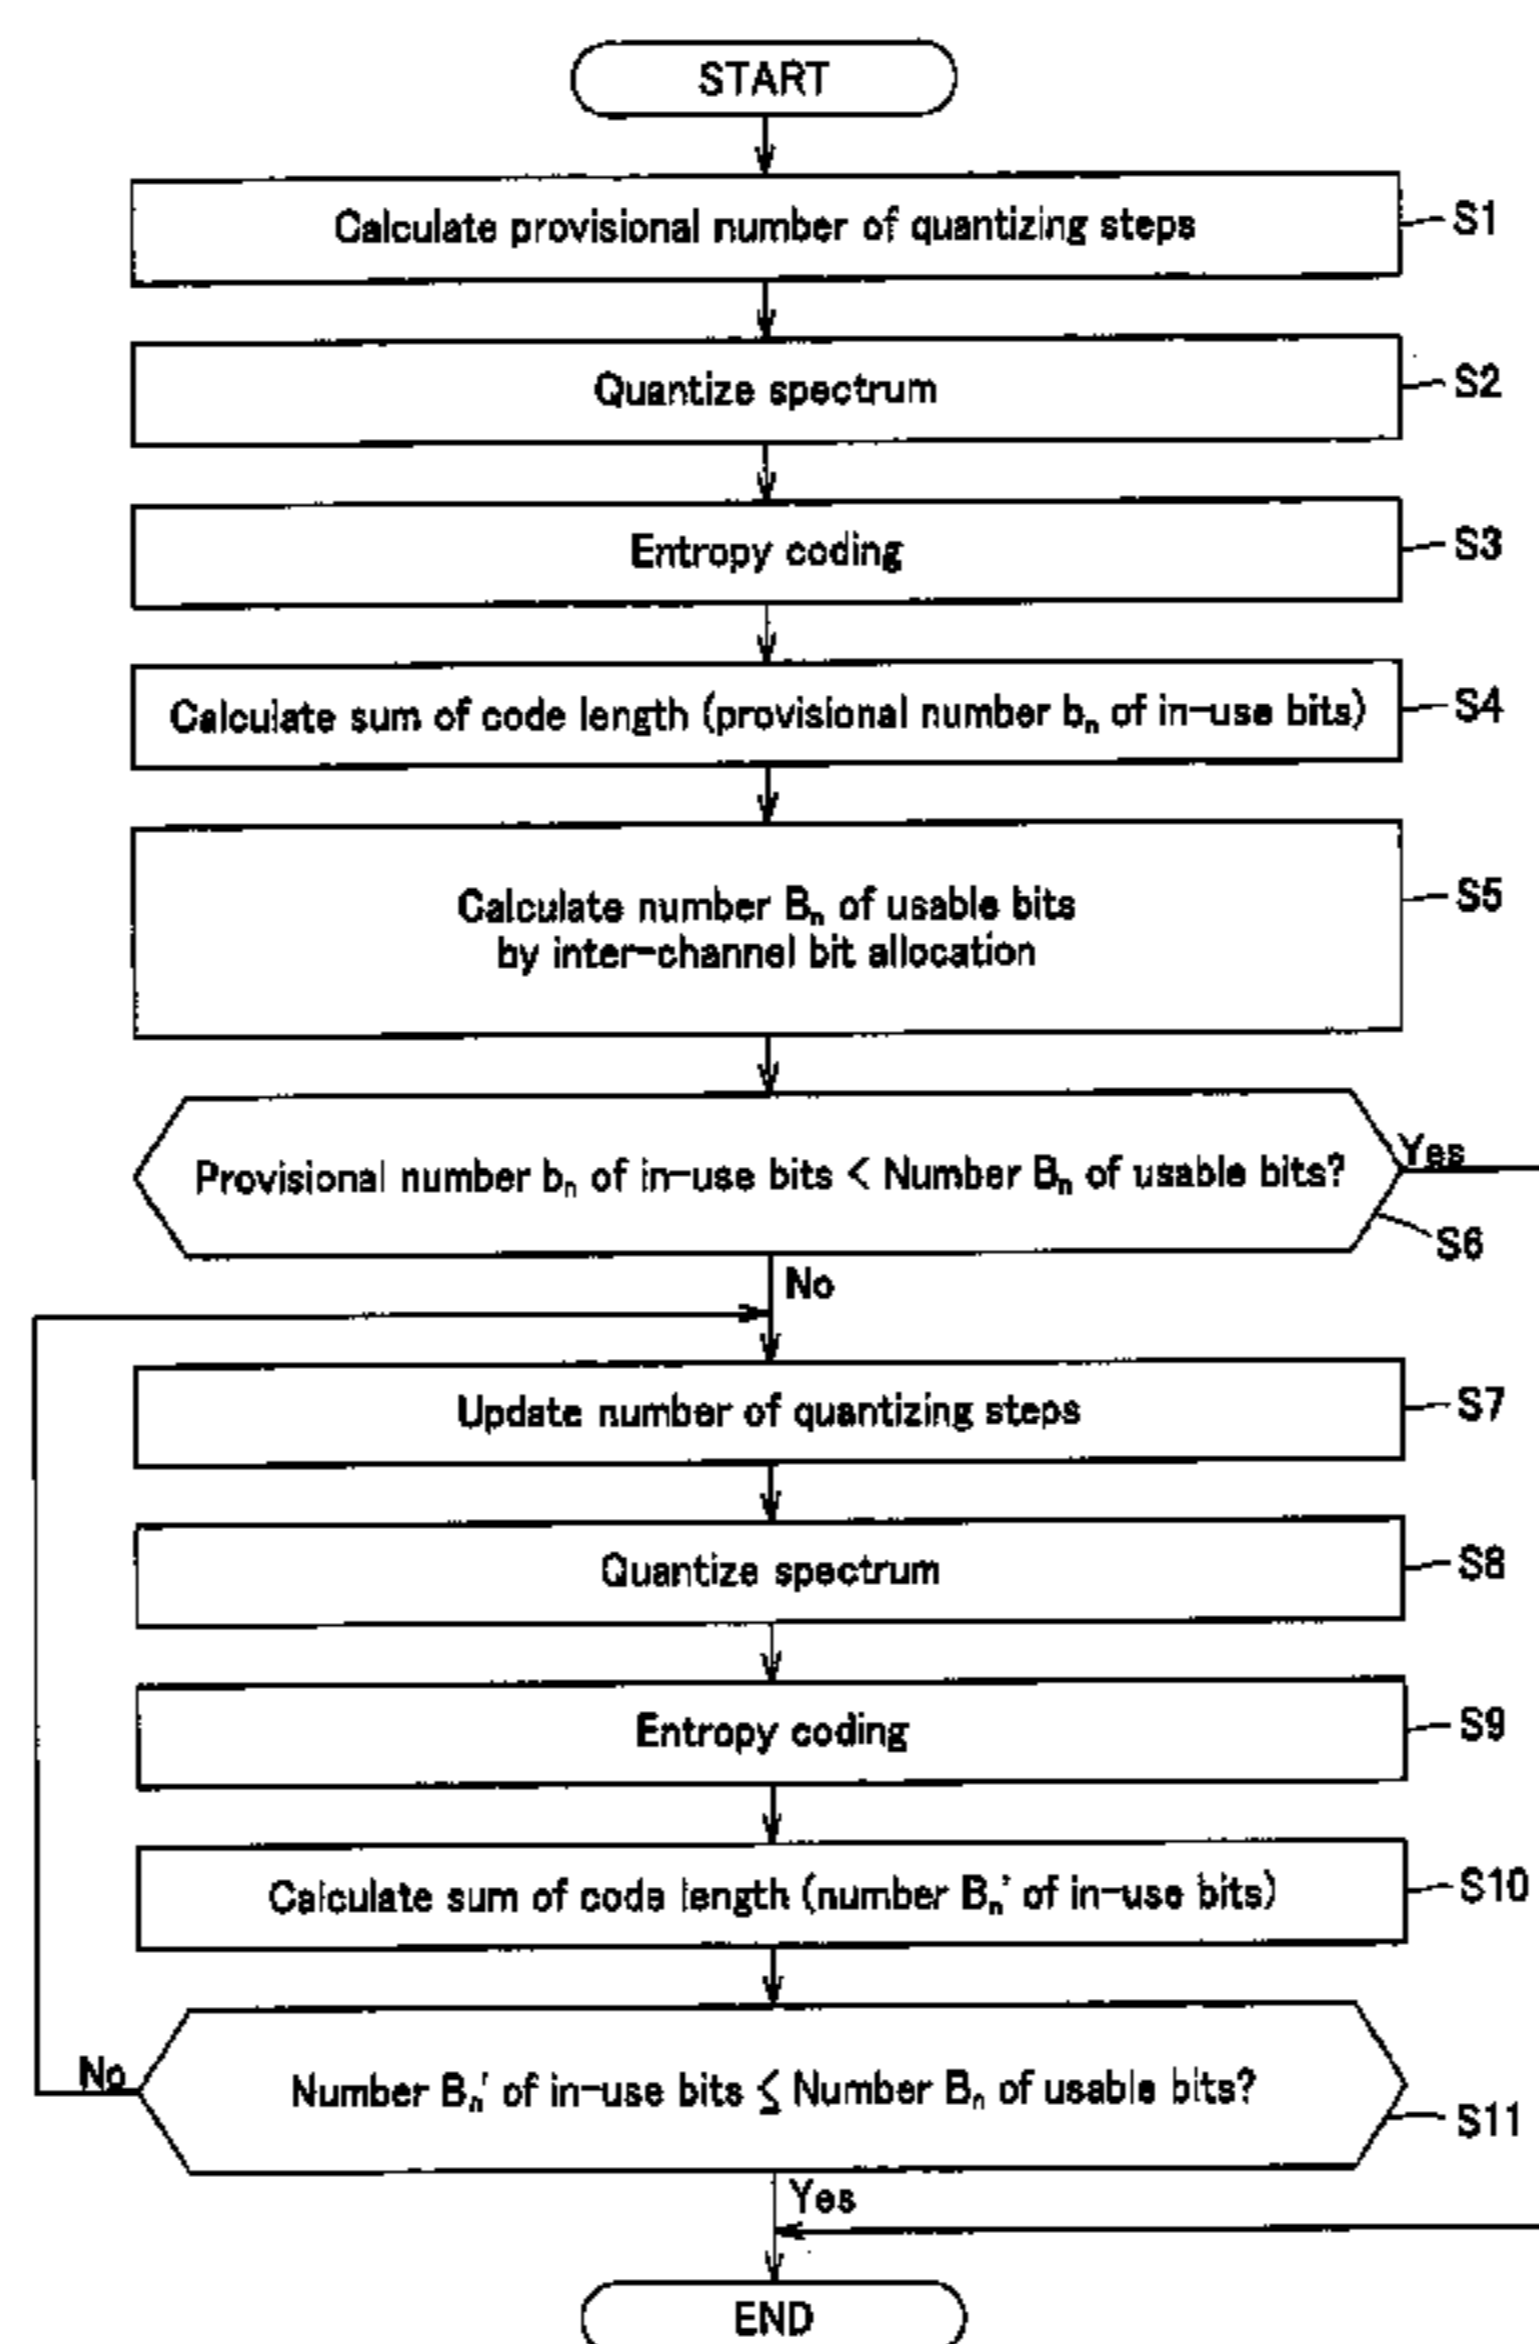 START
Calculate provisional number of quantizing steps
S1
Quantize spectrum
S2
Entropy coding
S3
Calculate sum of code length (provisional number bn of in-use bits)
S4
Calculate number Bn of usable bits
by inter-channel bit allocation
S5
Provisional number bn of in-use bits < Number Bn of usable bits?
Yes
S6
No
Update number of quantizing steps
S7
Quantize spectrum
S8
Entropy coding
S9
Calculate sum of code length (number Bn' of in-use bits)
S10
Number Bn' of in-use bits ≦ Number Bn of usable bits?
No
S11
Yes
END